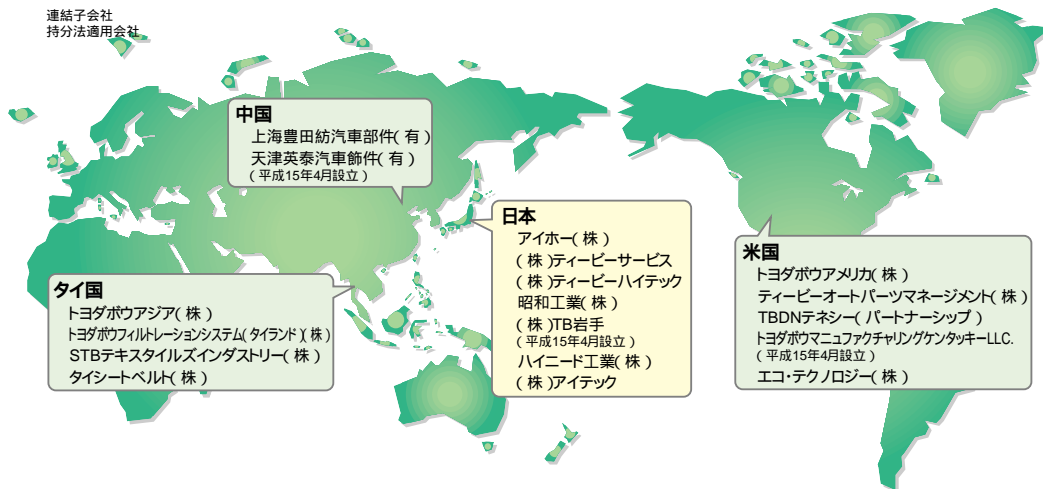 連結子会社
持分法適用会社
中国
上海豊田紡汽車部件(有)
天津英泰汽車飾件(有)
(平成15年4月設立)
日本
アイホー(株)
(株)ティービーサービス
(株)ティービーハイテック
昭和工業(株)
(株)TB岩手
(平成15年4月設立)
ハイニード工業(株)
(株)アイテック
米国
トヨダボウアメリカ(株)
ティービーオートパーツマネージメント(株)
TBDNテネシー(パートナーシップ)
トヨダボウマニュファクチャリングケンタッキーLLC.
(平成15年4月設立)
エコ・テクノロジー(株)
タイ国
トヨダボウアジア(株)
トヨダボウフィルトレーションシステム(タイランド)(株)
STBテキスタイルズインダストリー(株)
タイシートベルト(株)